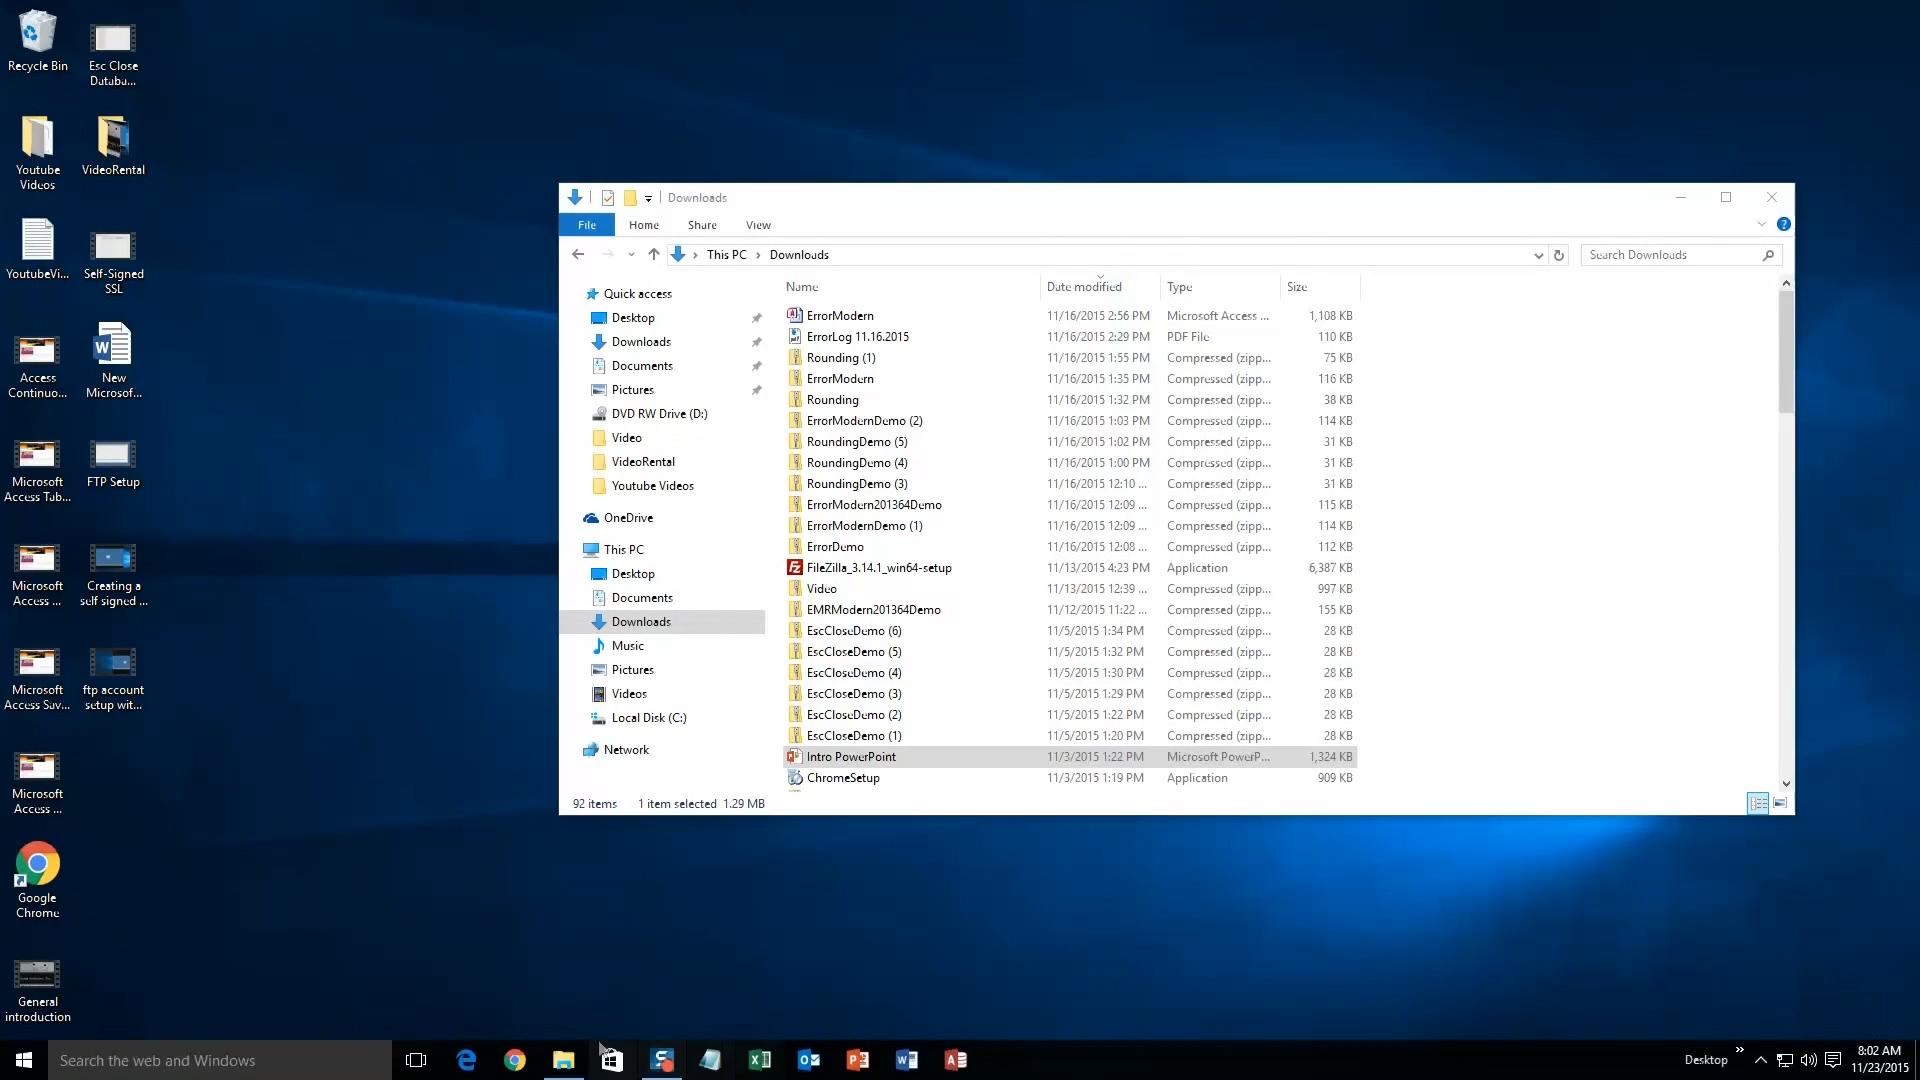 Recycle Bin
Esc Close
Databa...
Youtube
Videos
VideoRental
YoutubeVi...
Self-Signed
SSL
Access
Continuo...
New
Microsof...
Microsoft
Access Tab...
FTP Setup
Microsoft
Access ...
Creating a
self signed ...
Microsoft
Access Sav...
ftp account
setup wit...
Microsoft
Access ...
Google
Chrome
General
introduction
Downloads
File Home Share View
This PC Downloads
Search Downloads
Quick access
Desktop
Downloads
Documents
Pictures
DVD RW Drive (D:)
Video
VideoRental
Youtube Videos
OneDrive
This PC
Desktop
Documents
Downloads
Music
Pictures
Videos
Local Disk (C:)
Network
Name Date modified Type Size
ErrorModern 11/16/2015 2:56 PM Microsoft Access ... 1,108 KB
ErrorLog 11.16.2015 11/16/2015 2:29 PM PDF File 110 KB
Rounding (1) 11/16/2015 1:55 PM Compressed (zipp... 75 KB
ErrorModern 11/16/2015 1:35 PM Compressed (zipp... 116 KB
Rounding 11/16/2015 1:32 PM Compressed (zipp... 38 KB
ErrorModernDemo (2) 11/16/2015 1:03 PM Compressed (zipp... 114 KB
RoundingDemo (5) 11/16/2015 1:02 PM Compressed (zipp... 31 KB
RoundingDemo (4) 11/16/2015 1:00 PM Compressed (zipp... 31 KB
RoundingDemo (3) 11/16/2015 12:10 ... Compressed (zipp... 31 KB
ErrorModern201364Demo 11/16/2015 12:09 ... Compressed (zipp... 115 KB
ErrorModernDemo (1) 11/16/2015 12:09 ... Compressed (zipp... 114 KB
ErrorDemo 11/16/2015 12:08 ... Compressed (zipp... 112 KB
FileZilla_3.14.1_win64-setup 11/13/2015 4:23 PM Application 6,387 KB
Video 11/13/2015 12:39 ... Compressed (zipp... 997 KB
EMRModern201364Demo 11/12/2015 11:22 ... Compressed (zipp... 155 KB
EscCloseDemo (6) 11/5/2015 1:34 PM Compressed (zipp... 28 KB
EscCloseDemo (5) 11/5/2015 1:32 PM Compressed (zipp... 28 KB
EscCloseDemo (4) 11/5/2015 1:30 PM Compressed (zipp... 28 KB
EscCloseDemo (3) 11/5/2015 1:29 PM Compressed (zipp... 28 KB
EscCloseDemo (2) 11/5/2015 1:22 PM Compressed (zipp... 28 KB
EscCloseDemo (1) 11/5/2015 1:20 PM Compressed (zipp... 28 KB
Intro PowerPoint 11/3/2015 1:22 PM Microsoft PowerP... 1,324 KB
ChromeSetup 11/3/2015 1:19 PM Application 909 KB
92 items 1 item selected 1.29 MB
Search the web and Windows
Desktop
8:02 AM
11/23/2015